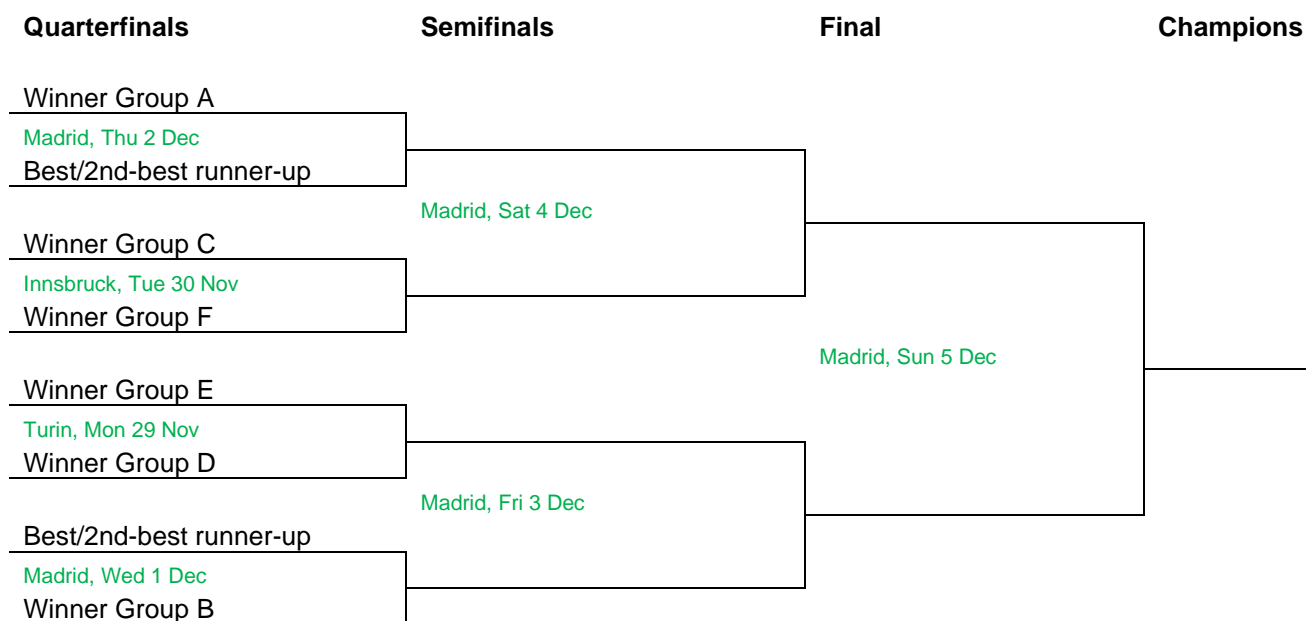 Quarterfinals Semifinals Final Champions
Winner Group A
Madrid, Thu 2 Dec
Best/2nd-best runner-up
Madrid, Sat 4 Dec
Winner Group C
Innsbruck, Tue 30 Nov
Winner Group F
Madrid, Sun 5 Dec
Winner Group E
Turin, Mon 29 Nov
Winner Group D
Madrid, Fri 3 Dec
Best/2nd-best runner-up
Madrid, Wed 1 Dec
Winner Group B